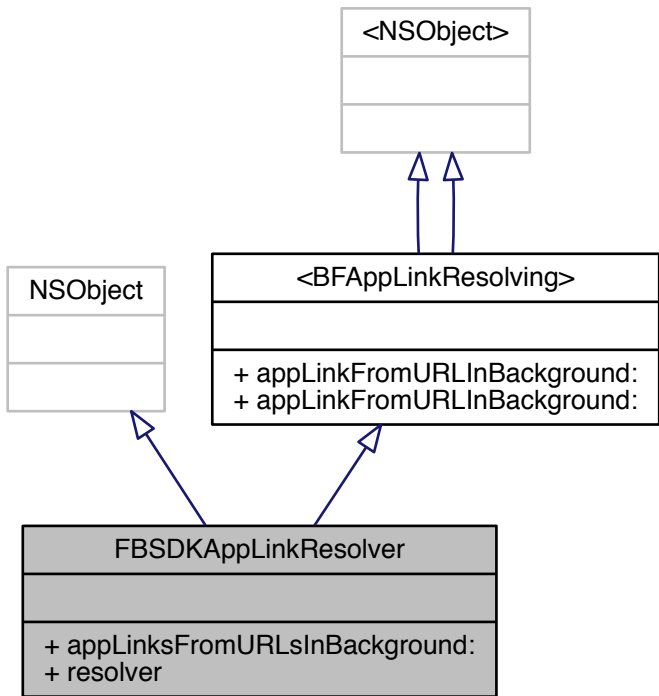 <NSObject>
NSObject
<BFAppLinkResolving>
+ appLinkFromURLInBackground:
+ appLinkFromURLInBackground:
FBSDKAppLinkResolver
+ appLinksFromURLsInBackground:
+ resolver